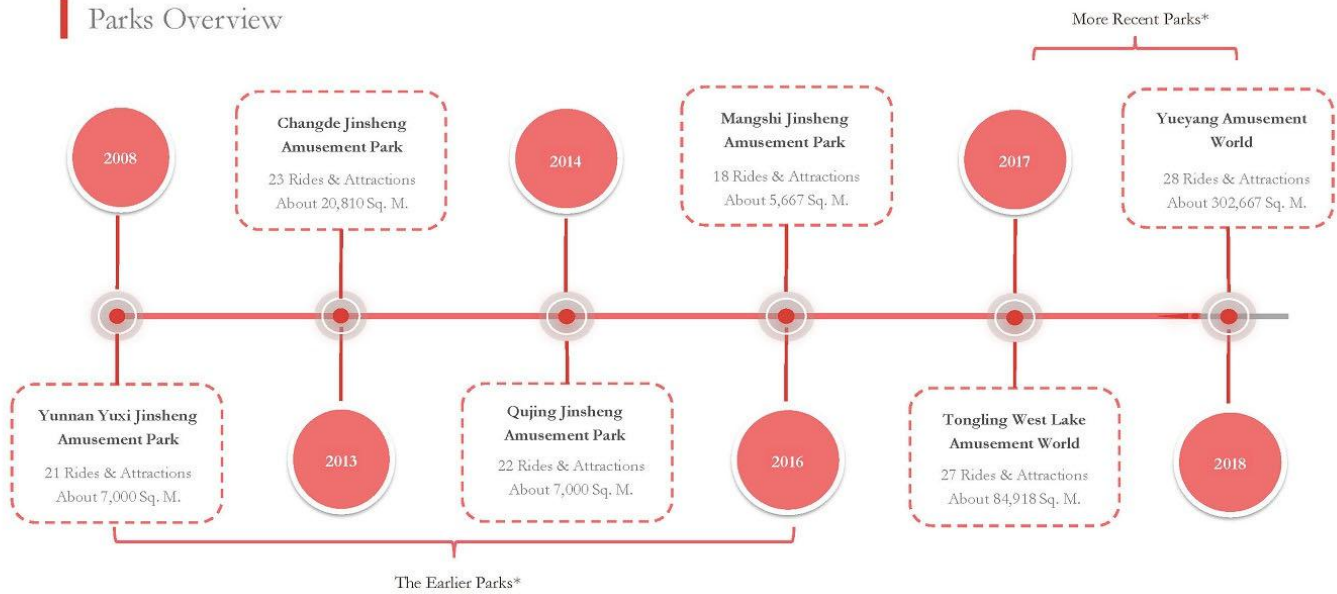 Parks Overview
More Recent Parks*
2008
Changde Jinsheng
Amusement Park
23 Rides & Attractions
About 20,810 Sq. M.
2014
Mangshi Jinsheng
Amusement Park
18 Rides & Attractions
About 5,667 Sq. M.
2017
Yueyang Amusement
World
28 Rides & Attractions
About 302,667 Sq. M.
Yunnan Yuxi Jinsheng
Amusement Park
21 Rides & Attractions
About 7,000 Sq. M.
2013
Qujing Jinsheng
Amusement Park
22 Rides & Attractions
About 7,000 Sq. M.
2016
Tongling West Lake
Amusement World
27 Rides & Attractions
About 84,918 Sq. M.
2018
The Earlier Parks*